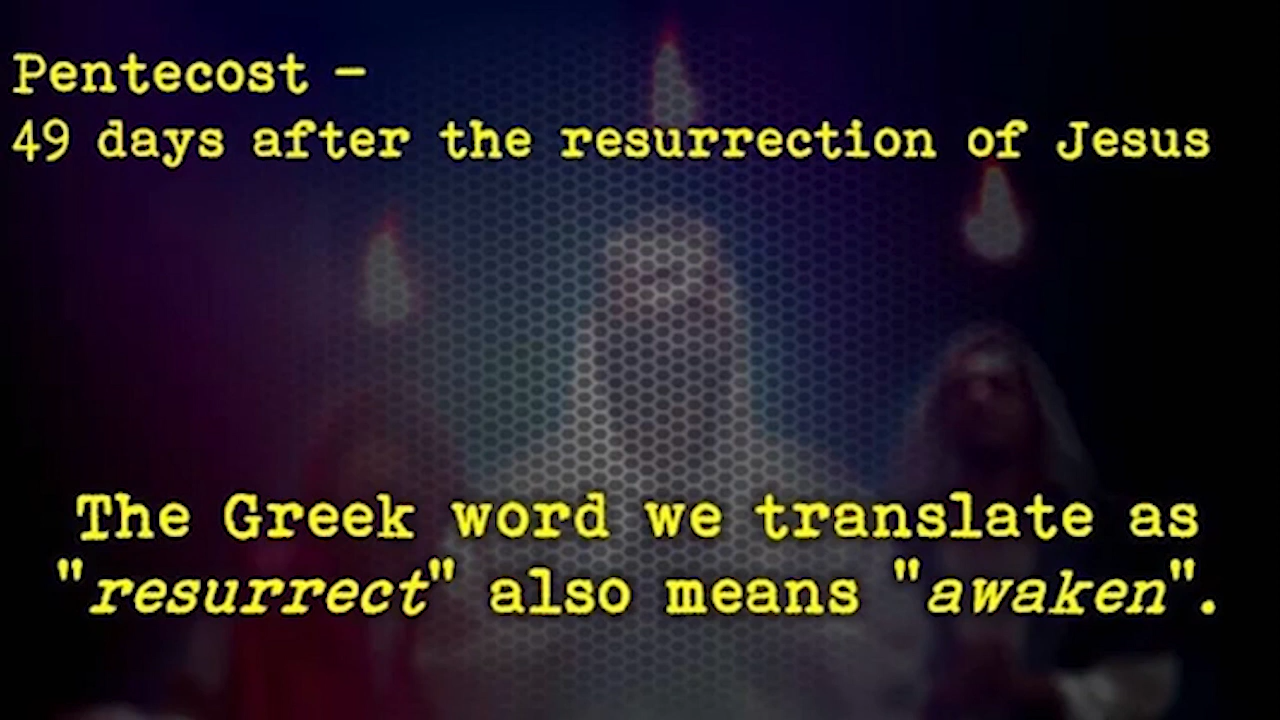 Pentecost -
49 days after the resurrection of Jesus
The Greek word we translate as
"resurrect" also means "awaken".